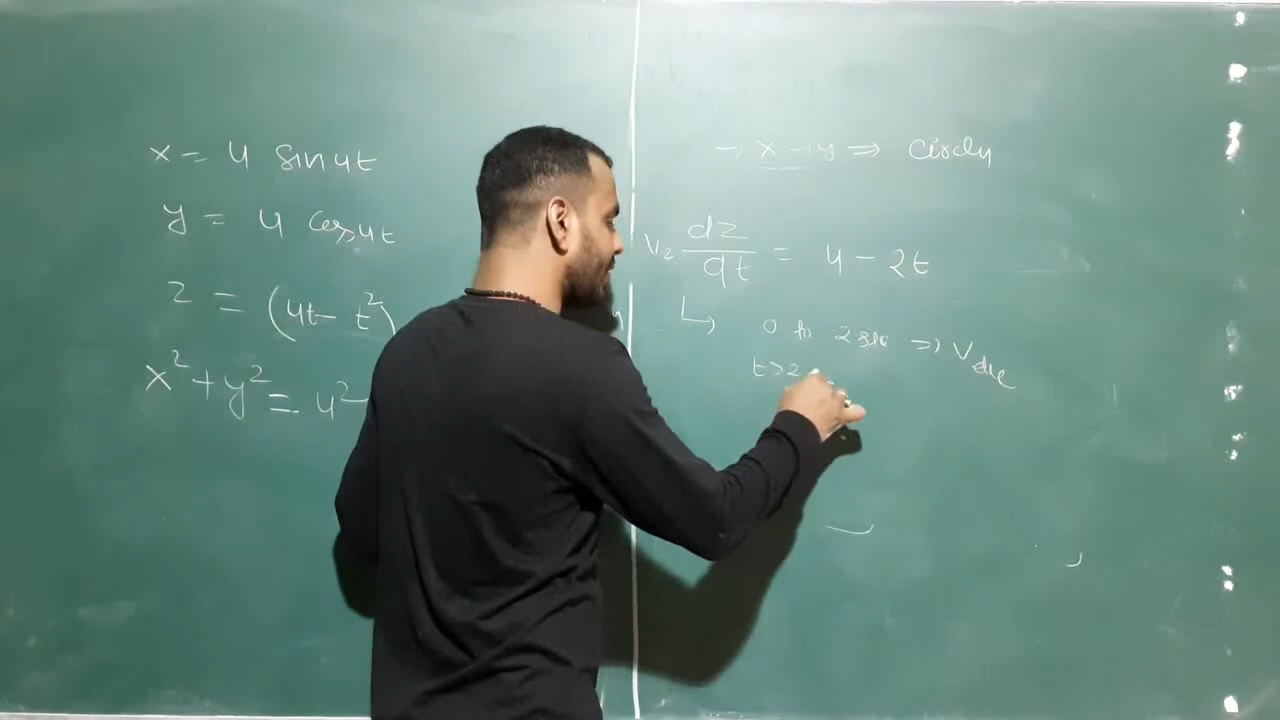 x = 4 sin4t
y = 4 cos4t
z = (4t - t²)
x² + y² = 4²
→ x → y ⇒ Circle
Vz dz/dt = 4 - 2t
↳ 0 to 2 sec ⇒ V dec
t > 2